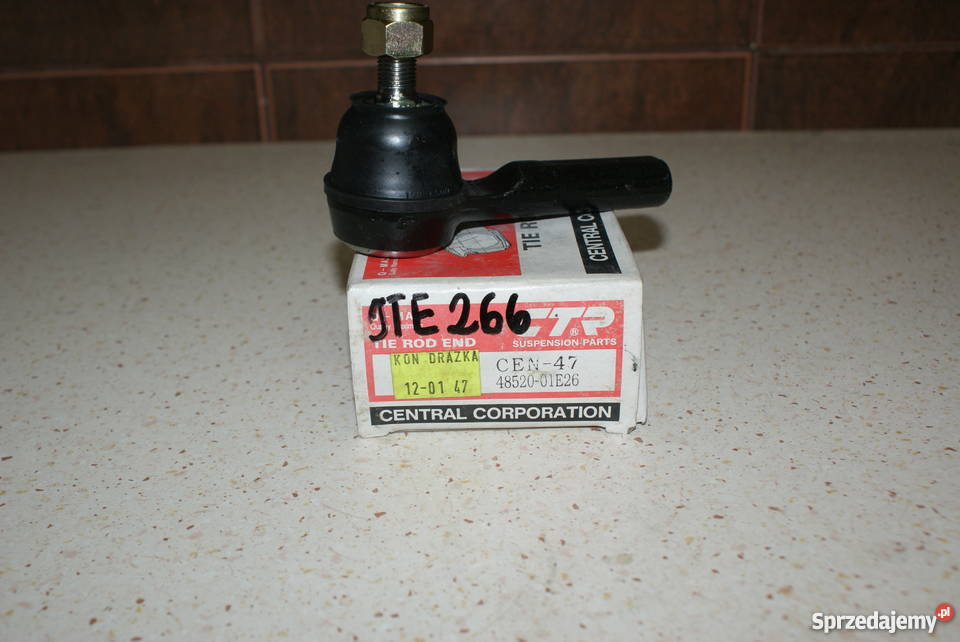 TIE R
CENTRAL CO
JTE 266
CTR ®
SUSPENSION PARTS
TIE ROD END
KON DRAZKA
12-01 47
CEN-47
48520-01E26
CENTRAL CORPORATION
Sprzedajemy.pl